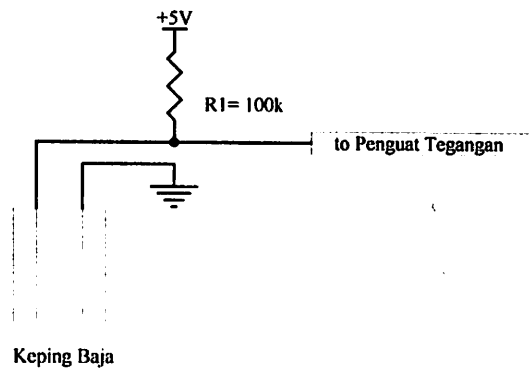 +5V
R1= 100k
to Penguat Tegangan
Keping Baja